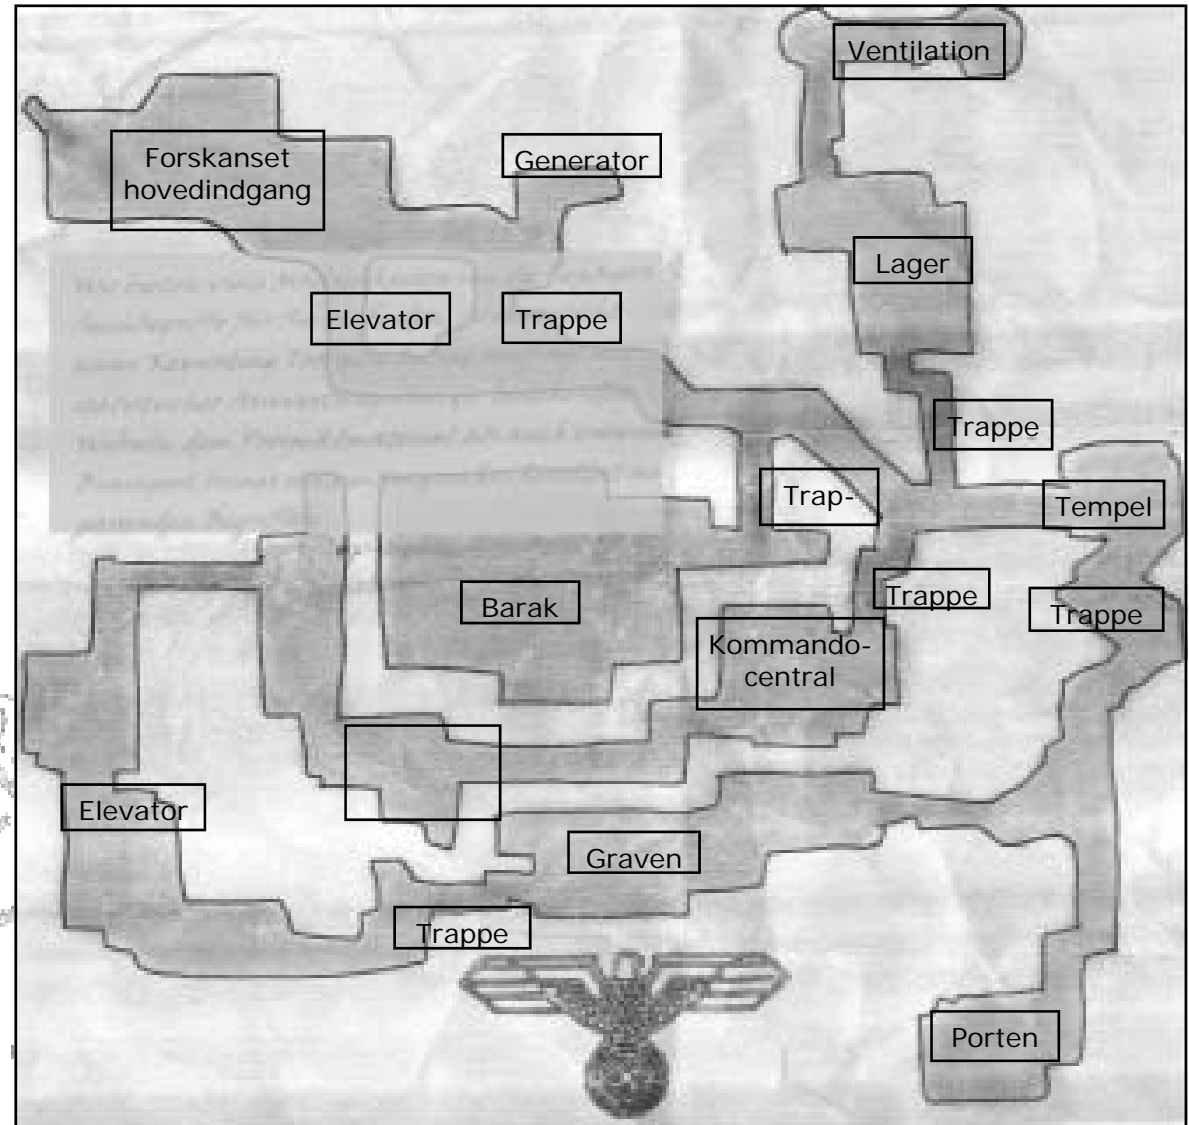 Ventilation
Forskanset
hovedindgang
Generator
Lager
Elevator
Trappe
Trappe
Trap-
Tempel
Barak
Trappe
Trappe
Kommando-
central
Elevator
Graven
Trappe
Porten